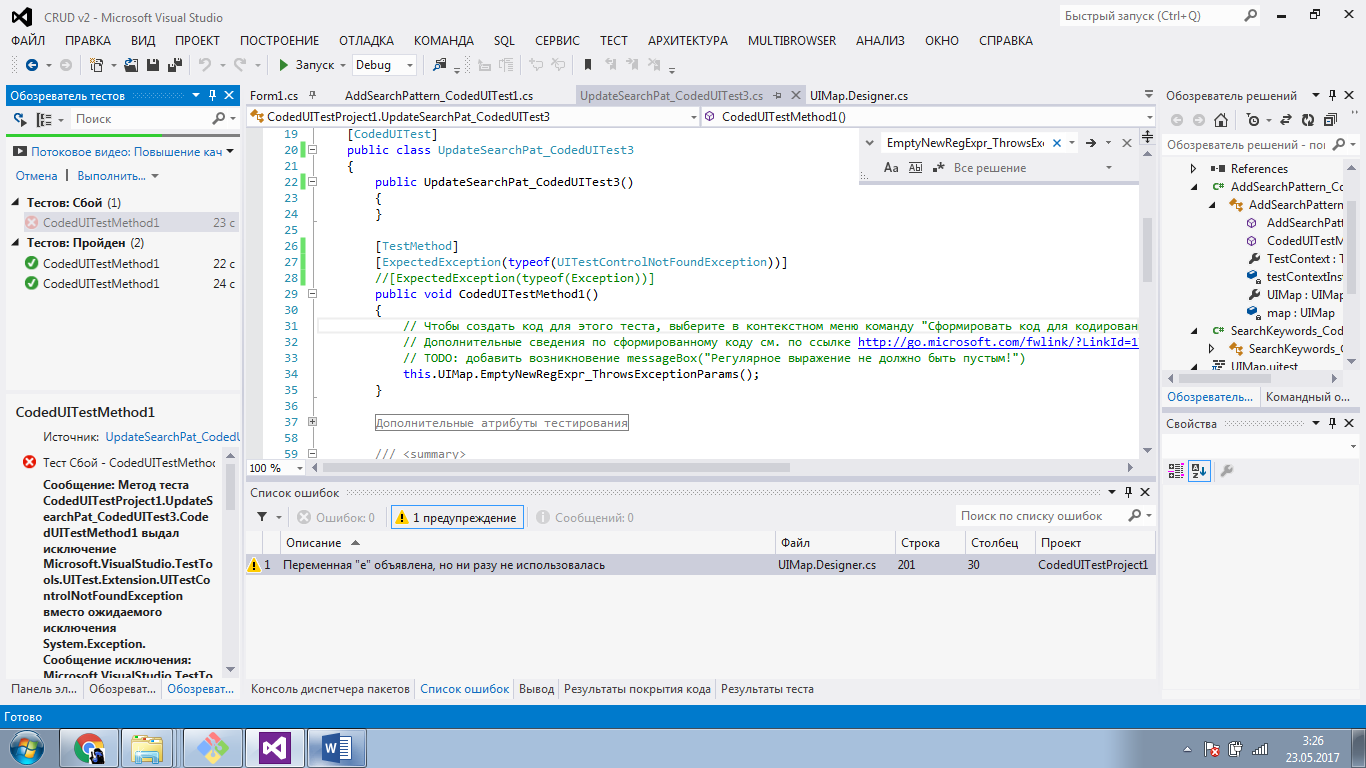 CRUD v2 - Microsoft Visual Studio
Быстрый запуск (Ctrl+Q)
ФАЙЛ ПРАВКА ВИД ПРОЕКТ ПОСТРОЕНИЕ ОТЛАДКА КОМАНДА SQL СЕРВИС ТЕСТ АРХИТЕКТУРА MULTIBROWSER АНАЛИЗ ОКНО СПРАВКА
Запуск Debug
Обозреватель тестов
Поиск
Потоковое видео: Повышение кач
Отмена | Выполнить...
Тестов: Сбой (1)
CodedUITestMethod1 23 с
Тестов: Пройден (2)
CodedUITestMethod1 22 с
CodedUITestMethod1 24 с
CodedUITestMethod1
Источник: UpdateSearchPat_CodedU
Тест Сбой - CodedUITestMethoc
Сообщение: Метод теста
CodedUITestProject1.UpdateS
earchPat_CodedUITest3.Code
dUITestMethod1 выдал
исключение
Microsoft.VisualStudio.TestToo
ols.UITest.Extension.UITestCo
ntrolNotFoundException
вместо ожидаемого
исключения
System.Exception.
Сообщение исключения:
Microsoft.VisualStudio.TestTo
Панель эл... Обозреват... Обозреват...
Form1.cs AddSearchPattern_CodedUITest1.cs UpdateSearchPat_CodedUITest3.cs UIMap.Designer.cs
CodedUITestProject1.UpdateSearchPat_CodedUITest3 CodedUITestMethod1()
EmptyNewRegExpr_ThrowsExc
Aa Ab Все решение
19 [CodedUITest]
20 public class UpdateSearchPat_CodedUITest3
21 {
22 public UpdateSearchPat_CodedUITest3()
23 {
24 }
25
26 [TestMethod]
27 [ExpectedException(typeof(UITestControlNotFoundException))]
28 //[ExpectedException(typeof(Exception))]
29 public void CodedUITestMethod1()
30 {
31 // Чтобы создать код для этого теста, выберите в контекстном меню команду "Сформировать код для кодирован
32 // Дополнительные сведения по сформированному коду см. по ссылке http://go.microsoft.com/fwlink/?LinkId=1
33 // TODO: добавить возникновение messageBox("Регулярное выражение не должно быть пустым!")
34 this.UIMap.EmptyNewRegExpr_ThrowsExceptionParams();
35 }
36
37 Дополнительные атрибуты тестирования
58
59 /// <summary>
100 %
Список ошибок
Ошибок: 0 1 предупреждение Сообщений: 0
Поиск по списку ошибок
Описание Файл Строка Столбец Проект
1 Переменная "e" объявлена, но ни разу не использовалась UIMap.Designer.cs 201 30 CodedUITestProject1
Консоль диспетчера пакетов Список ошибок Вывод Результаты покрытия кода Результаты теста
Обозреватель решений
Обозреватель решений - по
References
AddSearchPattern_Co
AddSearchPattern
AddSearchPatt
CodedUITestM
TestContext : T
testContextIns
UIMap : UIMap
map : UIMap
SearchKeywords_Cod
SearchKeywords_C
UIMap.uitest
Обозреватель... Командный о...
Свойства
Готово
3:26
23.05.2017